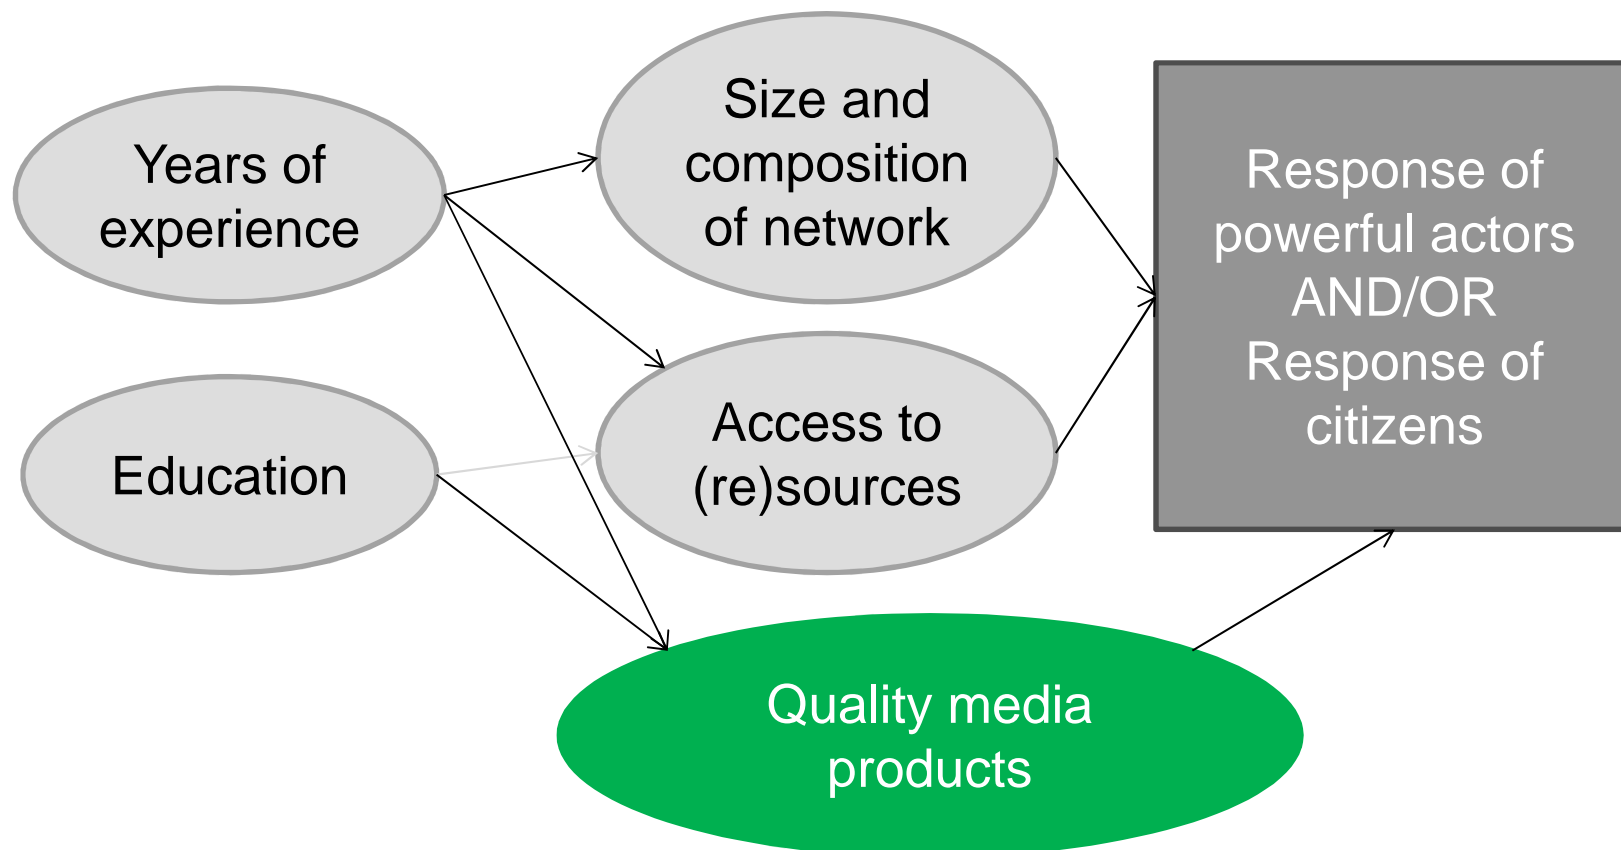 Years of
experience
Size and
composition
of network
Response of
powerful actors
AND/OR
Response of
citizens
Education
Access to
(re)sources
Quality media
products